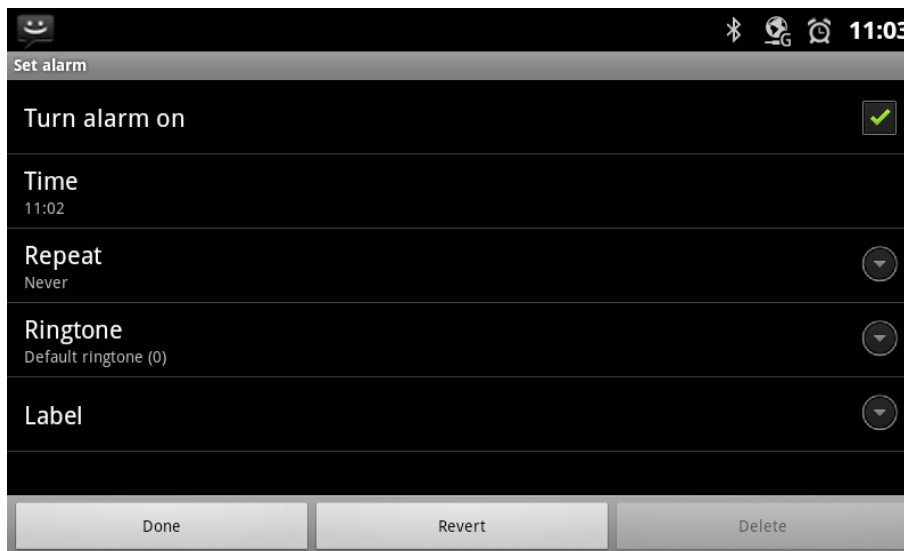 G 11:03
Set alarm
Turn alarm on
Time
11:02
Repeat
Never
Ringtone
Default ringtone (0)
Label
Done Revert Delete